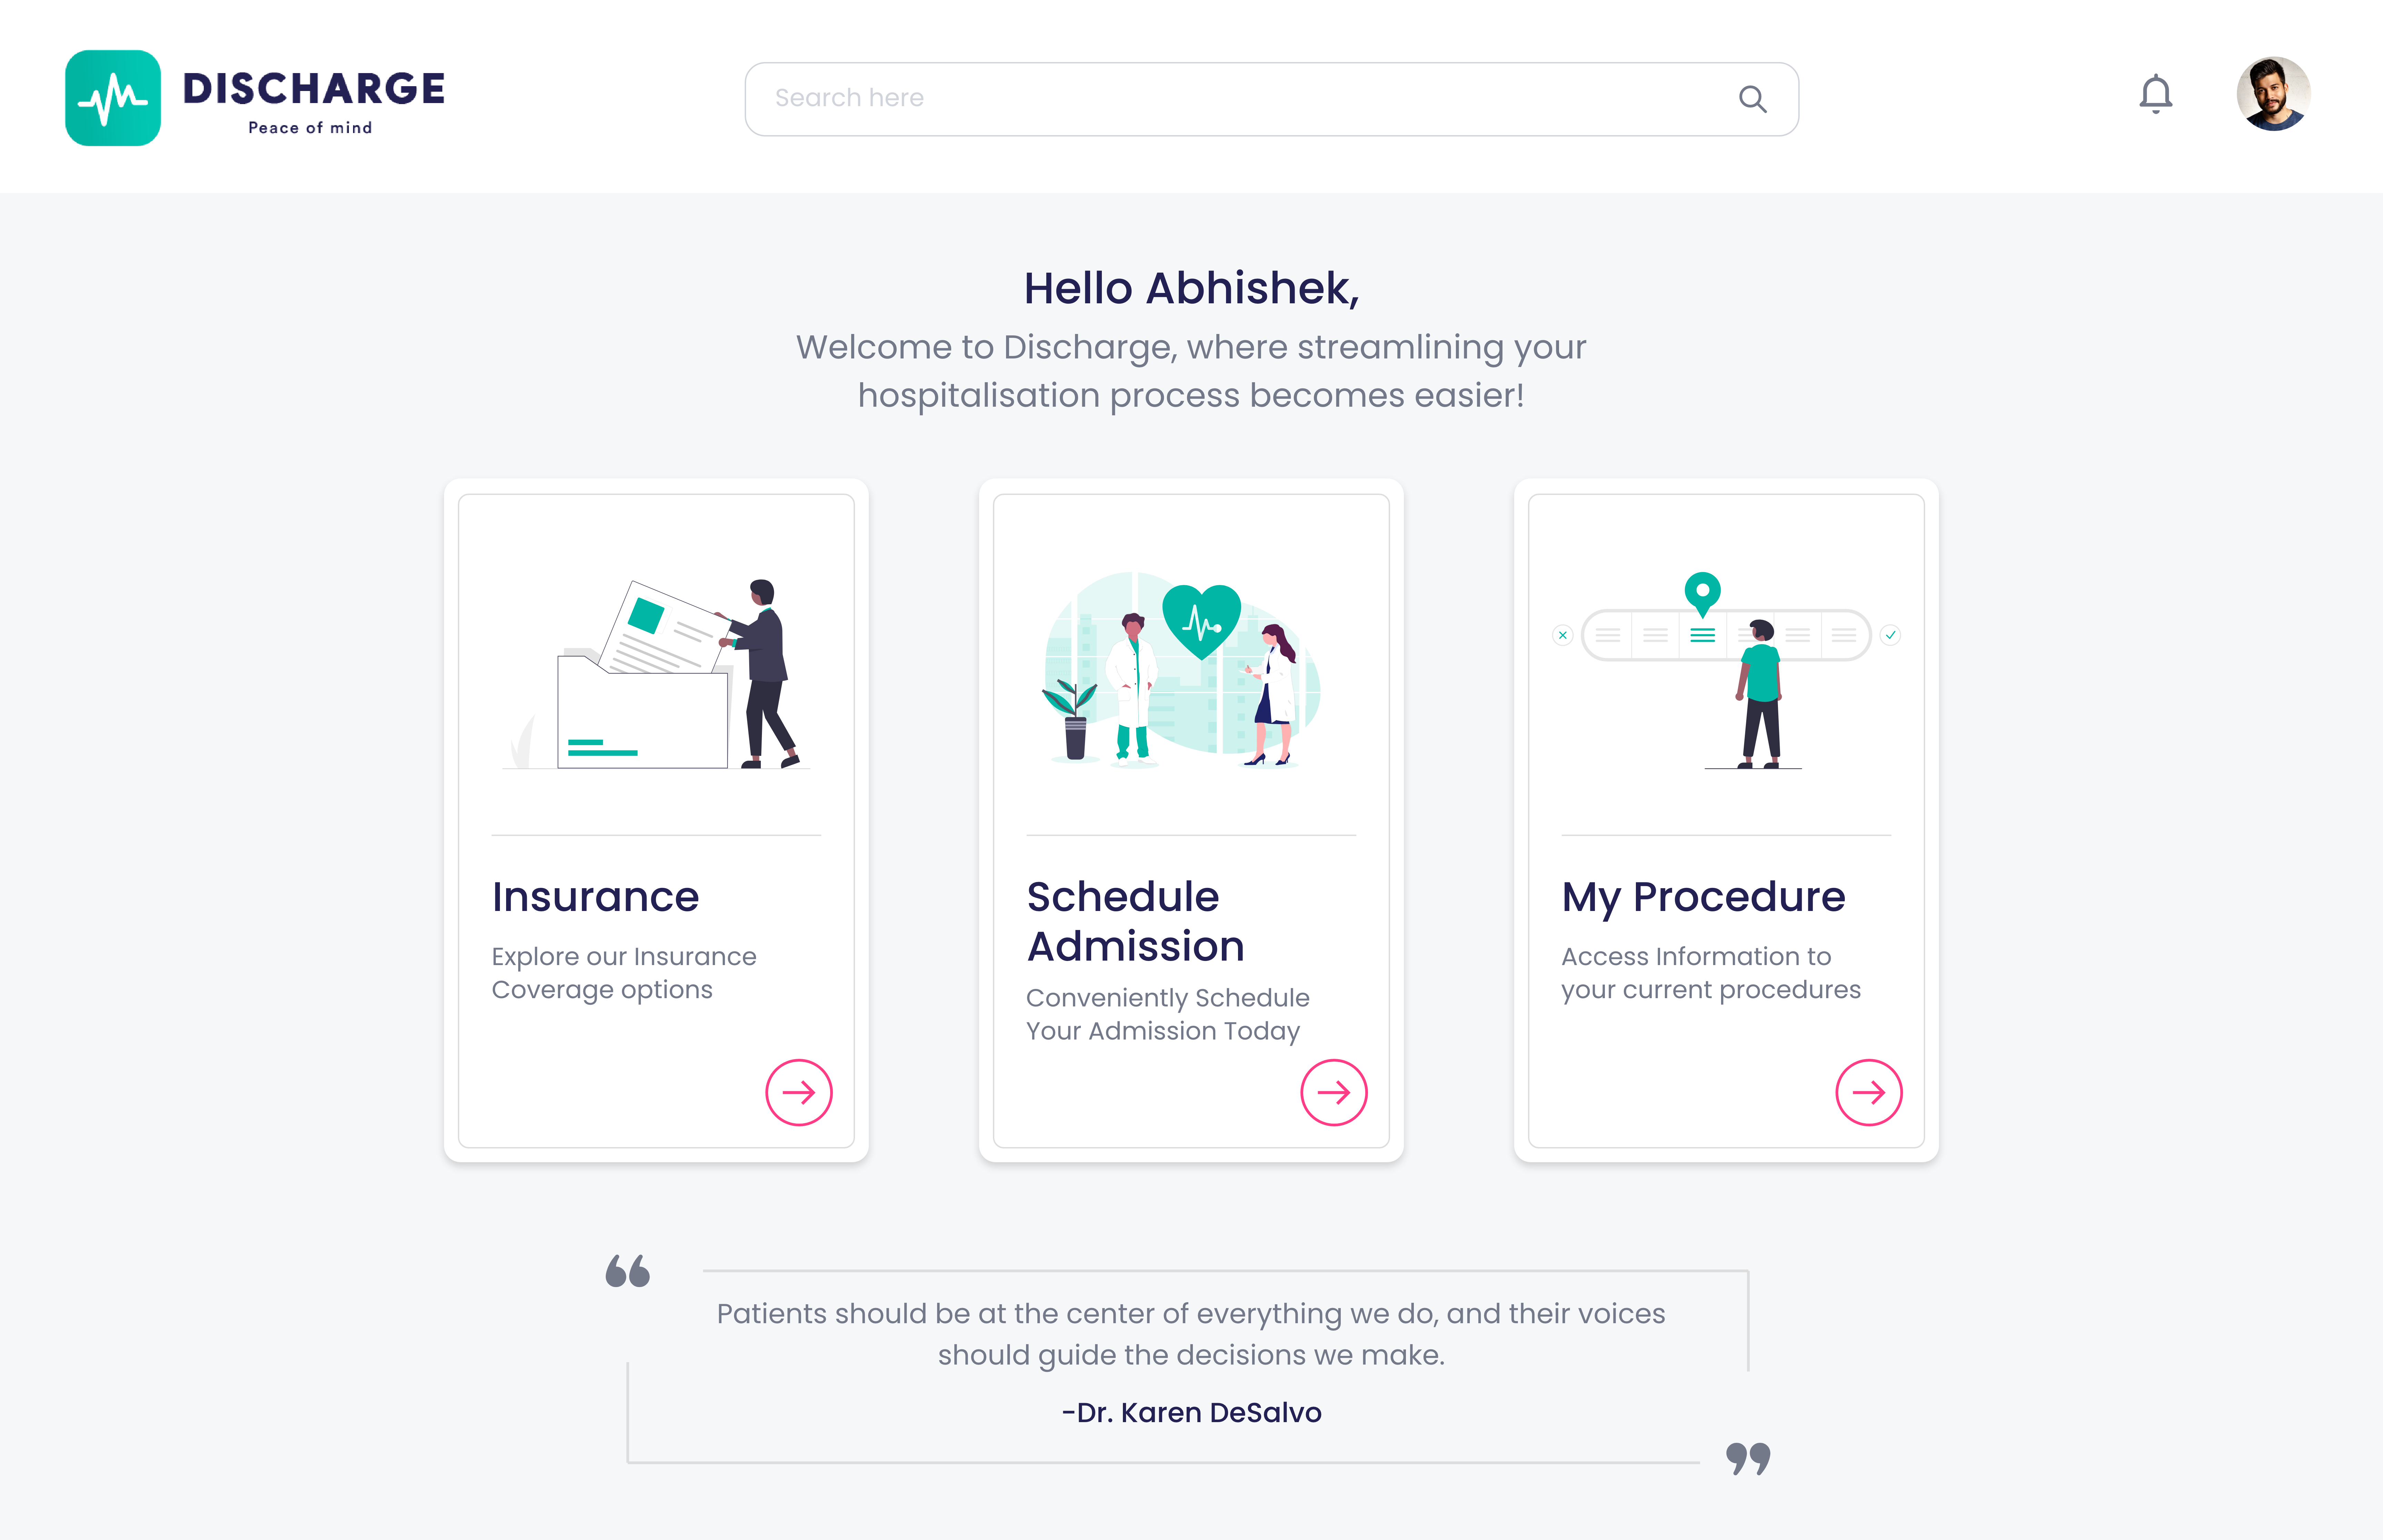 DISCHARGE
Peace of mind
Search here
Hello Abhishek,
Welcome to Discharge, where streamlining your
hospitalisation process becomes easier!
Insurance
Explore our Insurance
Coverage options
Schedule
Admission
Conveniently Schedule
Your Admission Today
My Procedure
Access Information to
your current procedures
“
Patients should be at the center of everything we do, and their voices
should guide the decisions we make.
-Dr. Karen DeSalvo
”